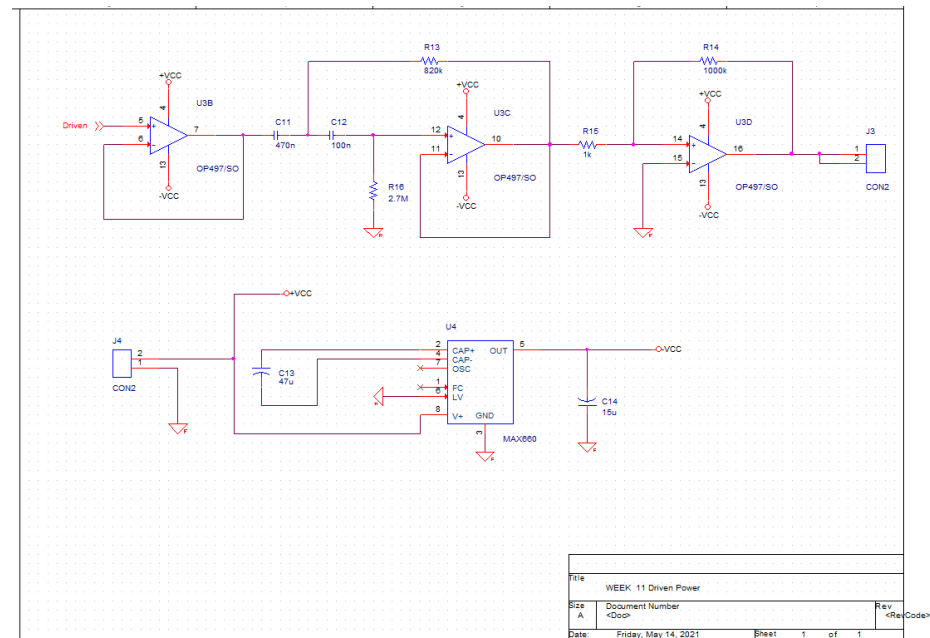 R13
820k
R14
1000k
+VCC
+VCC
+VCC
U3B
U3C
U3D
Driven
5
6
4
7
13
+
-
OP497/SO
-VCC
C11
470n
C12
100n
R16
2.7M
12
11
4
10
13
+
-
OP497/SO
-VCC
R15
1k
14
15
4
16
13
+
-
OP497/SO
-VCC
J3
1
2
CON2
+VCC
J4
2
1
CON2
C13
47u
U4
2
4
7
1
6
8
CAP+
CAP-
OSC
FC
LV
V+
OUT
GND
5
3
MAX660
-VCC
C14
15u
Title
WEEK 11 Driven Power
Size
A
Document Number
<Doc>
Rev
<RevCode>
Date:
Friday, May 14, 2021
Sheet
1
of
1